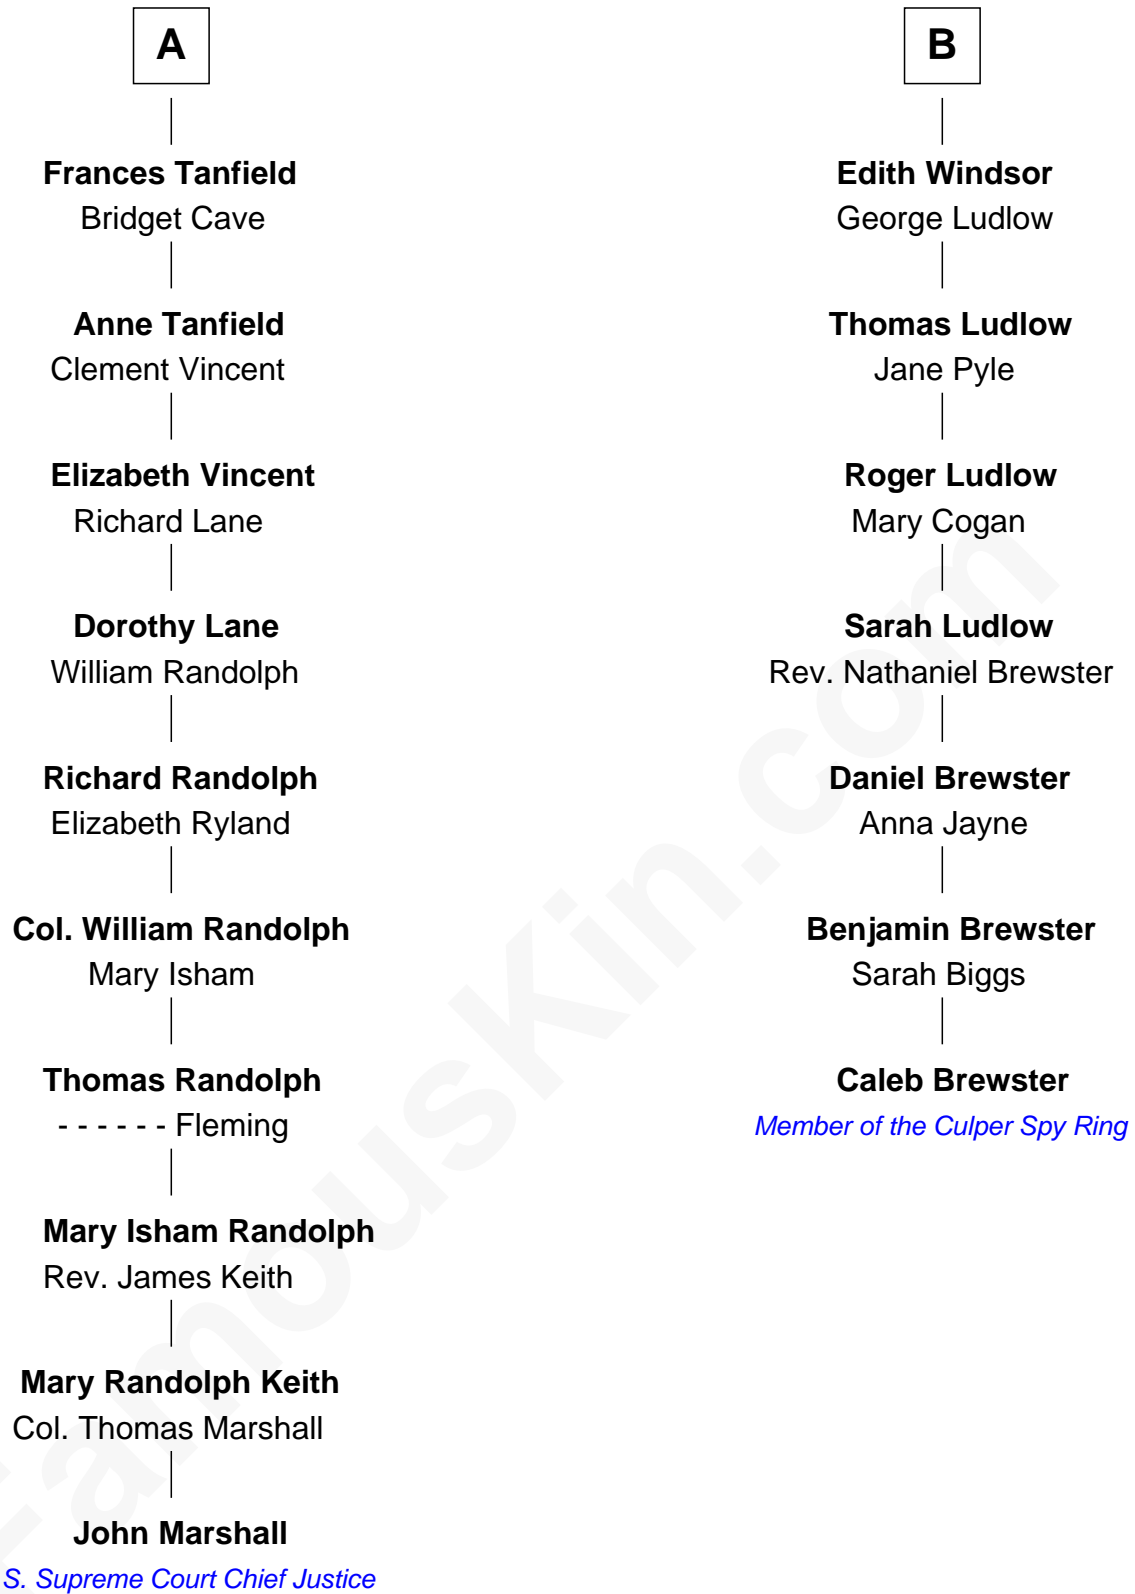 A
Frances Tanfield
Bridget Cave
Anne Tanfield
Clement Vincent
Elizabeth Vincent
Richard Lane
Dorothy Lane
William Randolph
Richard Randolph
Elizabeth Ryland
Col. William Randolph
Mary Isham
Thomas Randolph
- - - - - - Fleming
Mary Isham Randolph
Rev. James Keith
Mary Randolph Keith
Col. Thomas Marshall
John Marshall
S. Supreme Court Chief Justice
B
Edith Windsor
George Ludlow
Thomas Ludlow
Jane Pyle
Roger Ludlow
Mary Cogan
Sarah Ludlow
Rev. Nathaniel Brewster
Daniel Brewster
Anna Jayne
Benjamin Brewster
Sarah Biggs
Caleb Brewster
Member of the Culper Spy Ring
FamousKin.com